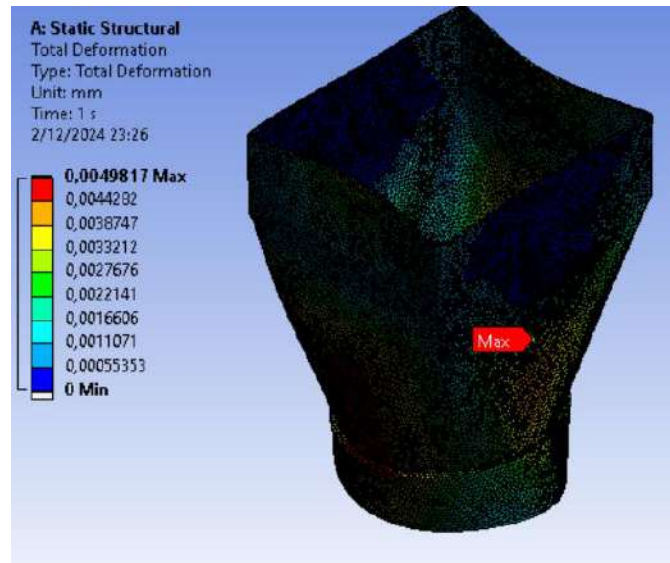 A: Static Structural
Total Deformation
Type: Total Deformation
Unit: mm
Time: 1 s
2/12/2024 23:26
0,0049817 Max
0,0044282
0,0038747
0,0033212
0,0027676
0,0022141
0,0016606
0,0011071
0,00055353
0 Min
Max